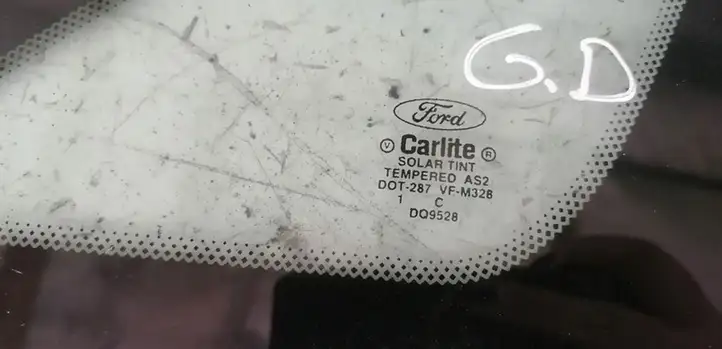 G.D
Ford
V Carlite R
SOLAR TINT
TEMPERED AS2
DOT-287 VF-M328
1 C
DQ9528